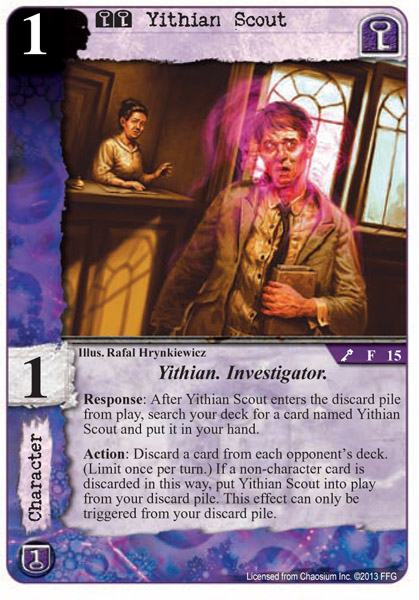 1
Yithian Scout
Illus. Rafal Hrynkiewicz
F 15
1
Yithian. Investigator.
Response: After Yithian Scout enters the discard pile
from play, search your deck for a card named Yithian
Scout and put it in your hand.
Action: Discard a card from each opponent's deck.
(Limit once per turn.) If a non-character card is
discarded in this way, put Yithian Scout into play
from your discard pile. This effect can only be
triggered from your discard pile.
Character
1
Licensed from Chaosium Inc. ©2013 FFG